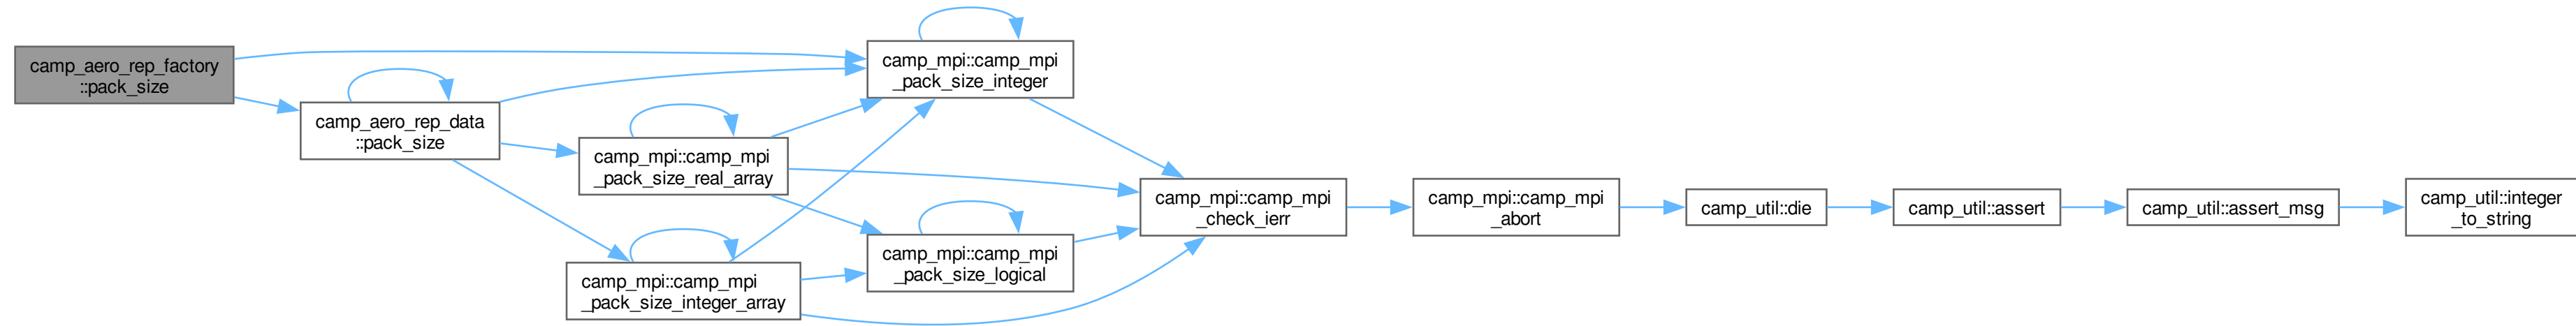 camp_aero_rep_factory
::pack_size
camp_aero_rep_data
::pack_size
camp_mpi::camp_mpi
_pack_size_real_array
camp_mpi::camp_mpi
_pack_size_integer_array
camp_mpi::camp_mpi
_pack_size_integer
camp_mpi::camp_mpi
_pack_size_logical
camp_mpi::camp_mpi
_check_ierr
camp_mpi::camp_mpi
_abort
camp_util::die
camp_util::assert
camp_util::assert_msg
camp_util::integer
_to_string